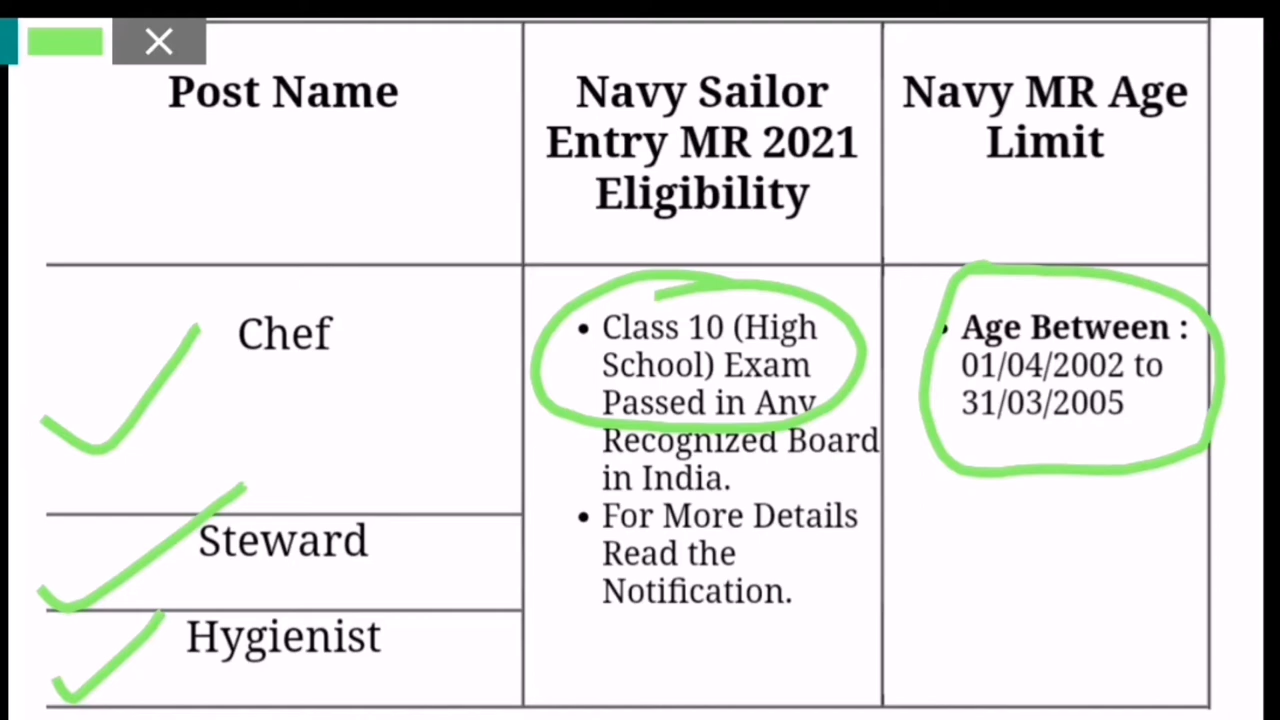 Post Name
Navy Sailor
Entry MR 2021
Eligibility
Navy MR Age
Limit
Chef
Steward
Hygienist
• Class 10 (High
School) Exam
Passed in Any
Recognized Board
in India.
• For More Details
Read the
Notification.
• Age Between :
01/04/2002 to
31/03/2005